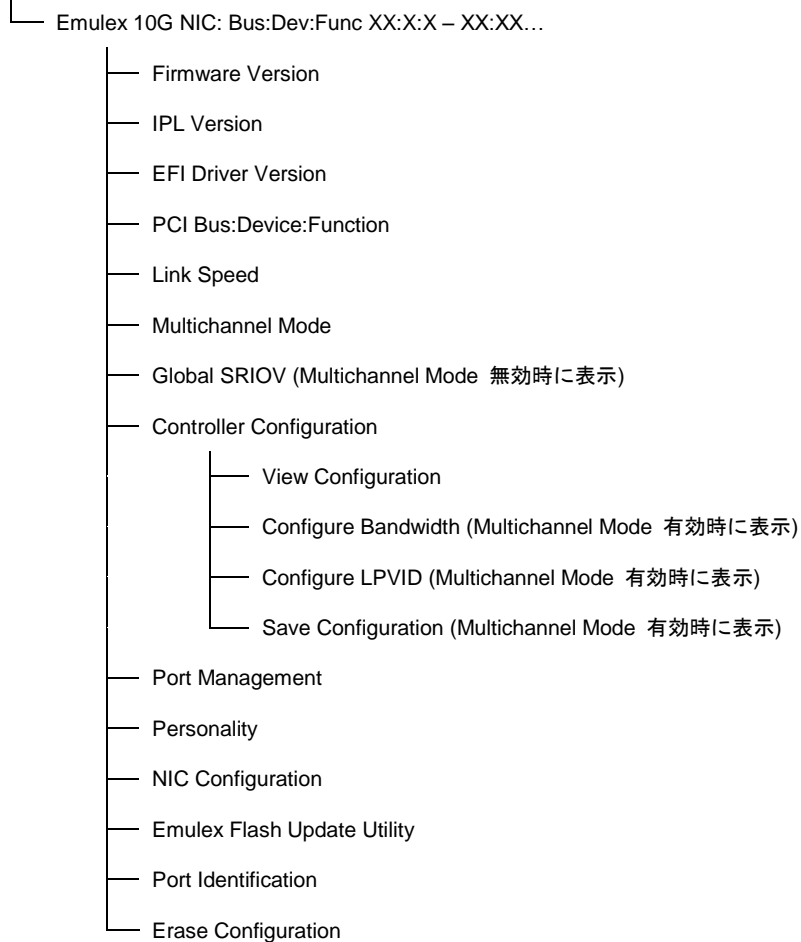 Emulex 10G NIC: Bus:Dev:Func XX:X:X – XX:XX…
Firmware Version
IPL Version
EFI Driver Version
PCI Bus:Device:Function
Link Speed
Multichannel Mode
Global SRIOV (Multichannel Mode 無効時に表示)
Controller Configuration
View Configuration
Configure Bandwidth (Multichannel Mode 有効時に表示)
Configure LPVID (Multichannel Mode 有効時に表示)
Save Configuration (Multichannel Mode 有効時に表示)
Port Management
Personality
NIC Configuration
Emulex Flash Update Utility
Port Identification
Erase Configuration